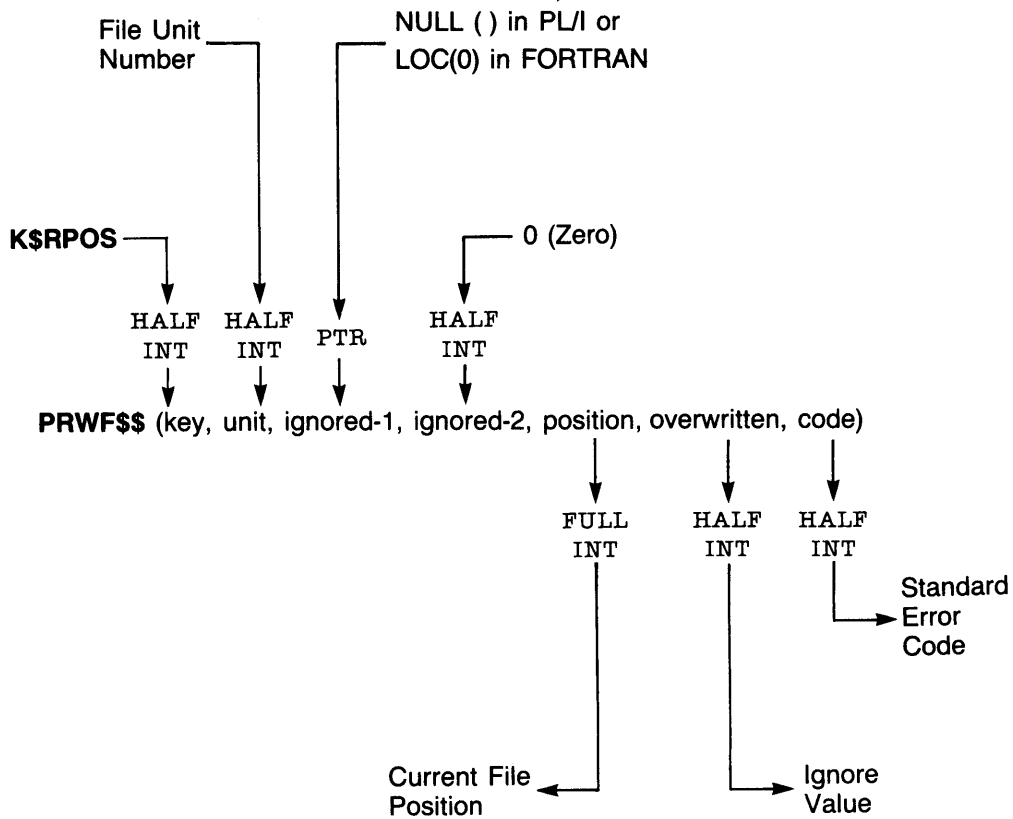 File Unit
Number
NULL ( ) in PL/I or
LOC(0) in FORTRAN
K$RPOS
0 (Zero)
HALF
INT
HALF
INT
PTR
HALF
INT
PRWF$$ (key, unit, ignored-1, ignored-2, position, overwritten, code)
FULL
INT
HALF
INT
HALF
INT
Standard
Error
Code
Current File
Position
Ignore
Value